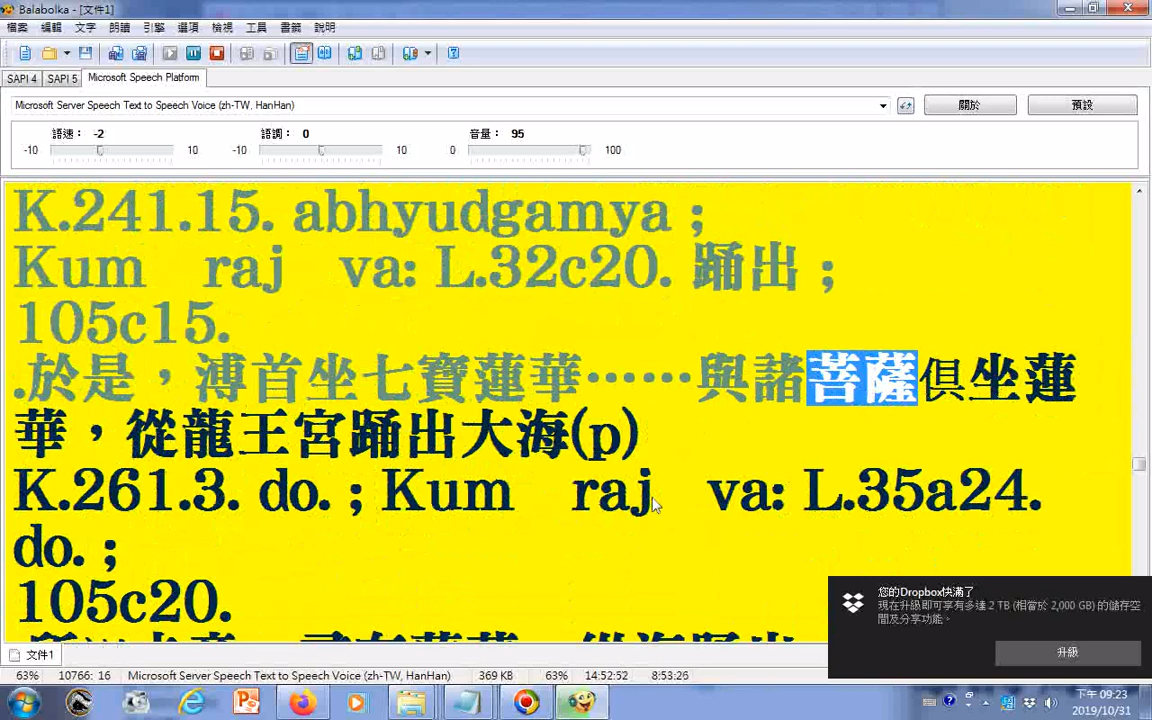 Balabolka - [文件1]
檔案 編輯 文字 朗讀 引擎 選項 檢視 工具 書籤 說明
SAPI 4 SAPI 5 Microsoft Speech Platform
Microsoft Server Speech Text to Speech Voice (zh-TW, HanHan) 關於 預設
語速： -2 語調： 0 音量： 95
-10 10 -10 10 0 100
K.241.15. abhyudgamya ;
Kum raj va: L.32c20. 踊出 ;
105c15.
.於是，溥首坐七寶蓮華……與諸菩薩俱坐蓮
華，從龍王宮踊出大海(p)
K.261.3. do. ; Kum raj va: L.35a24.
do. ;
105c20.
您的Dropbox快滿了
現在升級即可享有多達 2 TB (相當於 2,000 GB) 的儲存空
間及分享功能。
升級
文件1
63% 10766: 16 Microsoft Server Speech Text to Speech Voice (zh-TW, HanHan) 369 KB 63% 14:52:52 8:53:26
下午 09:23
2019/10/31